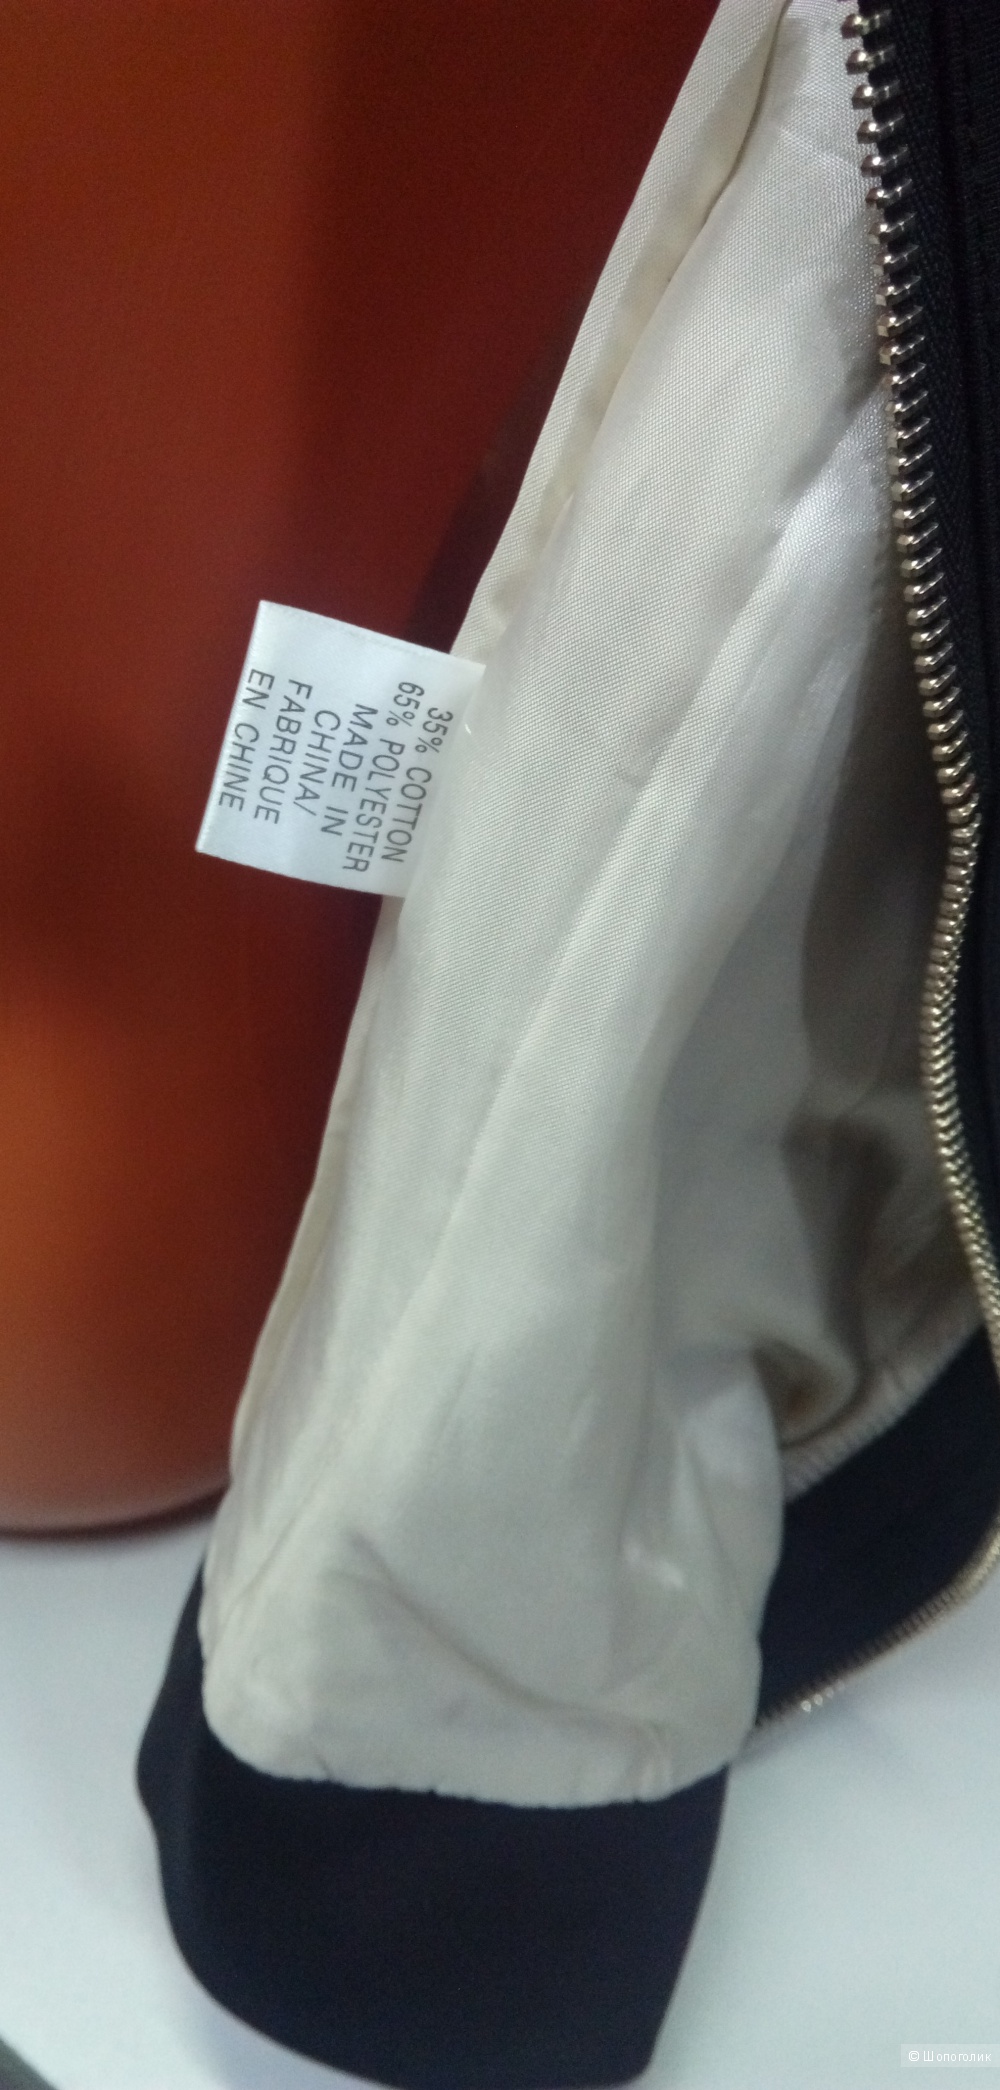 35% COTTON
65% POLYESTER
MADE IN
CHINA/
FABRIQUE
EN CHINE
© Шопоголик